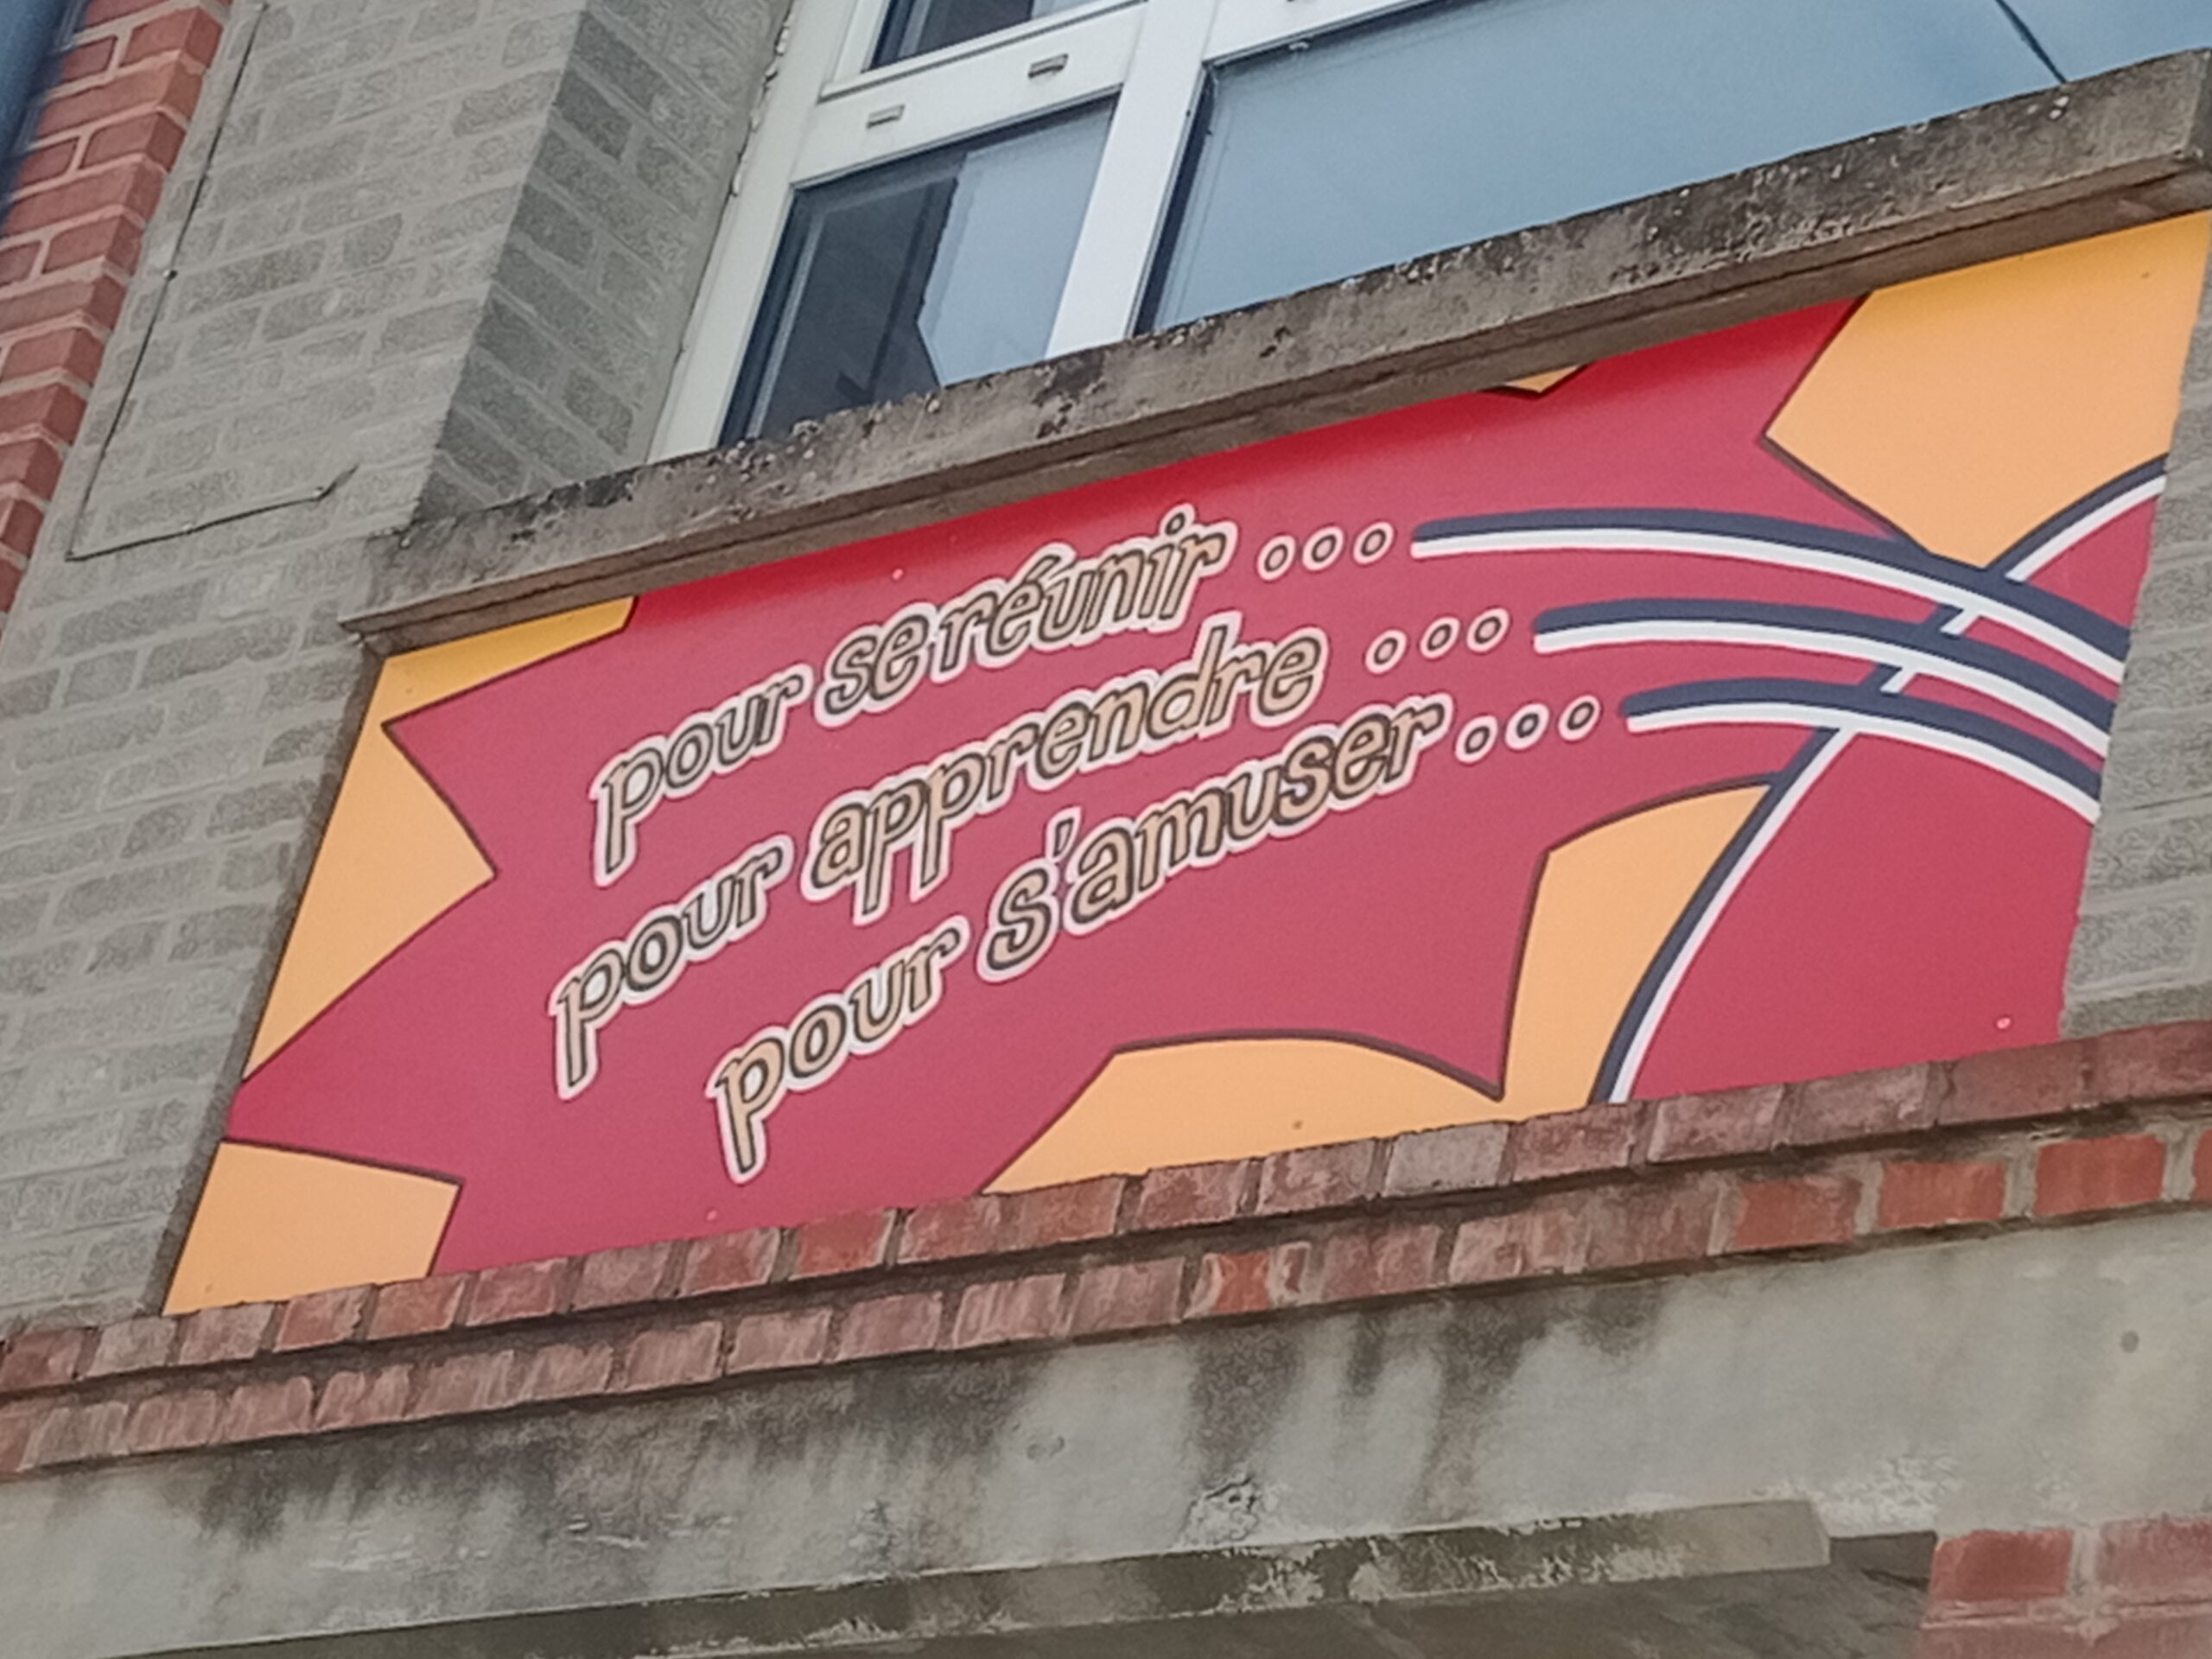 pour se réunir ...
pour apprendre ...
pour s'amuser...